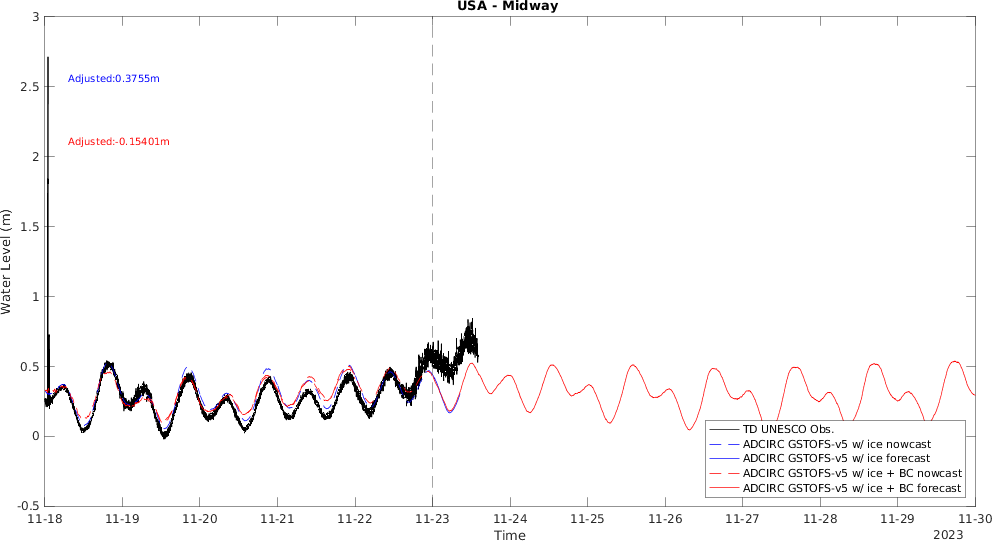 USA - Midway
Adjusted:0.3755m
Adjusted:-0.15401m
Water Level (m)
3
2.5
2
1.5
1
0.5
0
-0.5
TD UNESCO Obs.
ADCIRC GSTOFS-v5 w/ ice nowcast
ADCIRC GSTOFS-v5 w/ ice forecast
ADCIRC GSTOFS-v5 w/ ice + BC nowcast
ADCIRC GSTOFS-v5 w/ ice + BC forecast
11-18 11-19 11-20 11-21 11-22 11-23 11-24 11-25 11-26 11-27 11-28 11-29 11-30
Time
2023